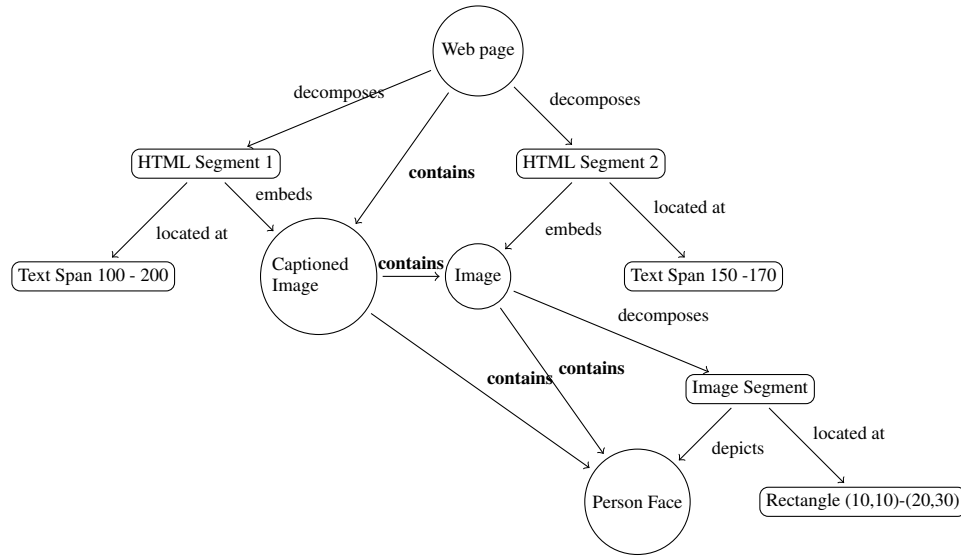 Web page
decomposes
decomposes
HTML Segment 1
contains
HTML Segment 2
embeds
located at
located at
embeds
Text Span 100 - 200
Captioned
Image
contains
Image
Text Span 150 -170
decomposes
contains
contains
Image Segment
located at
depicts
Person Face
Rectangle (10,10)-(20,30)